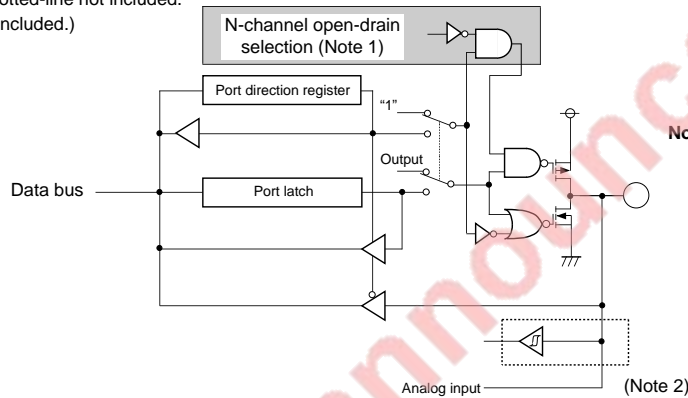 otted-line not included.
ncluded.)
N-channel open-drain
selection (Note 1)
Port direction register
"1"
No
Output
Data bus
Port latch
Analog input
(Note 2)